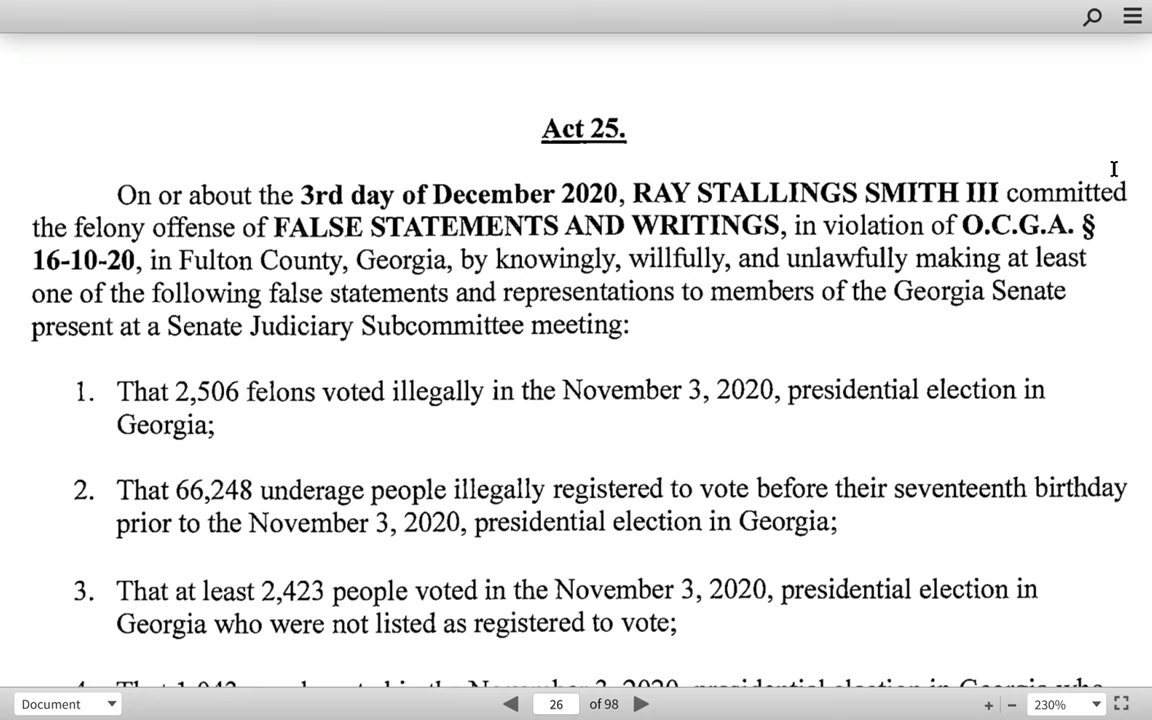 Act 25.
On or about the 3rd day of December 2020, RAY STALLINGS SMITH III committed
the felony offense of FALSE STATEMENTS AND WRITINGS, in violation of O.C.G.A. §
16-10-20, in Fulton County, Georgia, by knowingly, willfully, and unlawfully making at least
one of the following false statements and representations to members of the Georgia Senate
present at a Senate Judiciary Subcommittee meeting:
1. That 2,506 felons voted illegally in the November 3, 2020, presidential election in
Georgia;
2. That 66,248 underage people illegally registered to vote before their seventeenth birthday
prior to the November 3, 2020, presidential election in Georgia;
3. That at least 2,423 people voted in the November 3, 2020, presidential election in
Georgia who were not listed as registered to vote;
Document 26 of 98 + − 230%